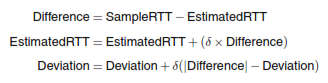 Difference = SampleRTT − EstimatedRTT
EstimatedRTT = EstimatedRTT + (δ × Difference)
Deviation = Deviation + δ(|Difference| − Deviation)